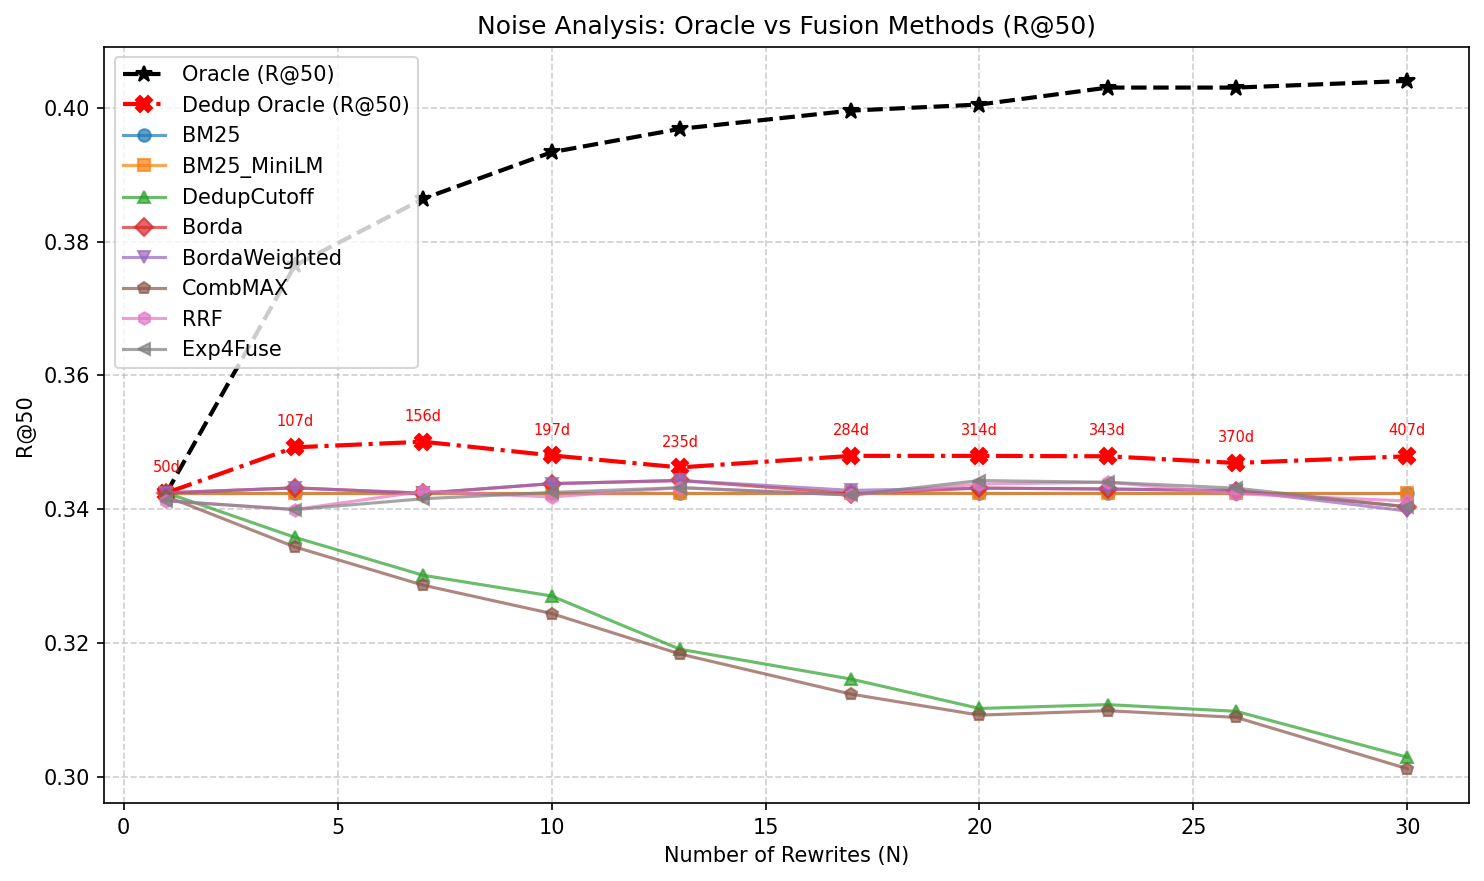 Noise Analysis: Oracle vs Fusion Methods (R@50)
Oracle (R@50)
Dedup Oracle (R@50)
BM25
BM25_MiniLM
DedupCutoff
Borda
BordaWeighted
CombMAX
RRF
Exp4Fuse
R@50
0.40
0.38
0.36
0.34
0.32
0.30
50d
107d
156d
197d
235d
284d
314d
343d
370d
407d
0
5
10
15
20
25
30
Number of Rewrites (N)